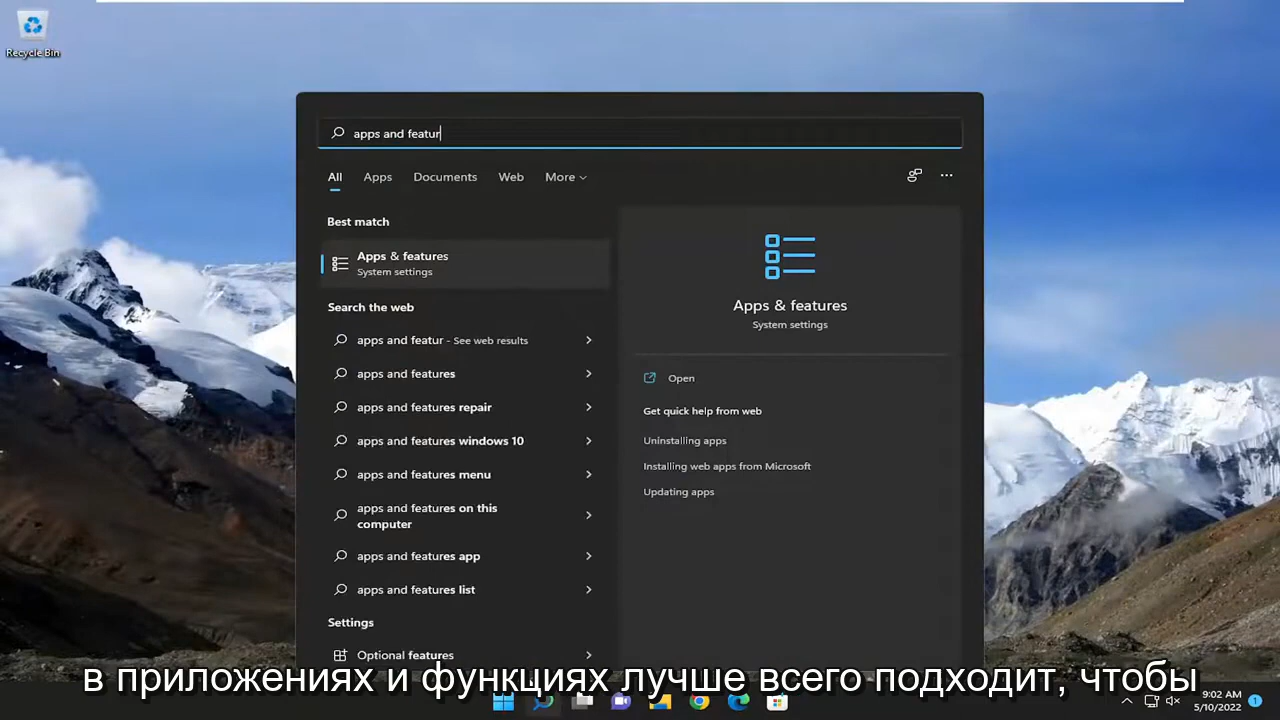 Recycle Bin
apps and featur
All Apps Documents Web More
Best match
Apps & features
System settings
Search the web
apps and featur - See web results
apps and features
apps and features repair
apps and features windows 10
apps and features menu
apps and features on this
computer
apps and features app
apps and features list
Settings
Optional features
Apps & features
System settings
Open
Get quick help from web
Uninstalling apps
Installing web apps from Microsoft
Updating apps
в приложениях и функциях лучше всего подходит, чтобы
9:02 AM
5/10/2022
1